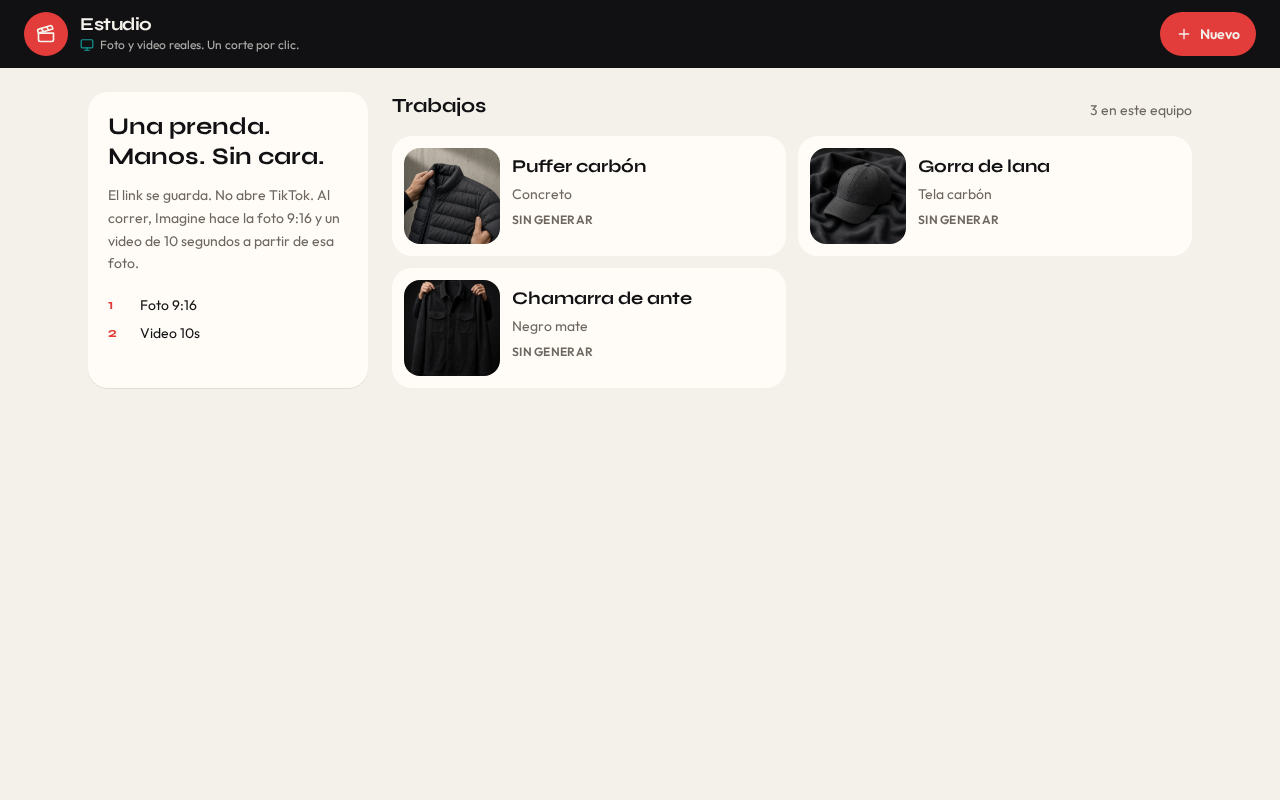 Estudio
Foto y video reales. Un corte por clic.
Nuevo
Una prenda.
Manos. Sin cara.
El link se guarda. No abre TikTok. Al
correr, Imagine hace la foto 9:16 y un
video de 10 segundos a partir de esa
foto.
1 Foto 9:16
2 Video 10s
Trabajos
3 en este equipo
Puffer carbón
Concreto
SIN GENERAR
Gorra de lana
Tela carbón
SIN GENERAR
Chamarra de ante
Negro mate
SIN GENERAR